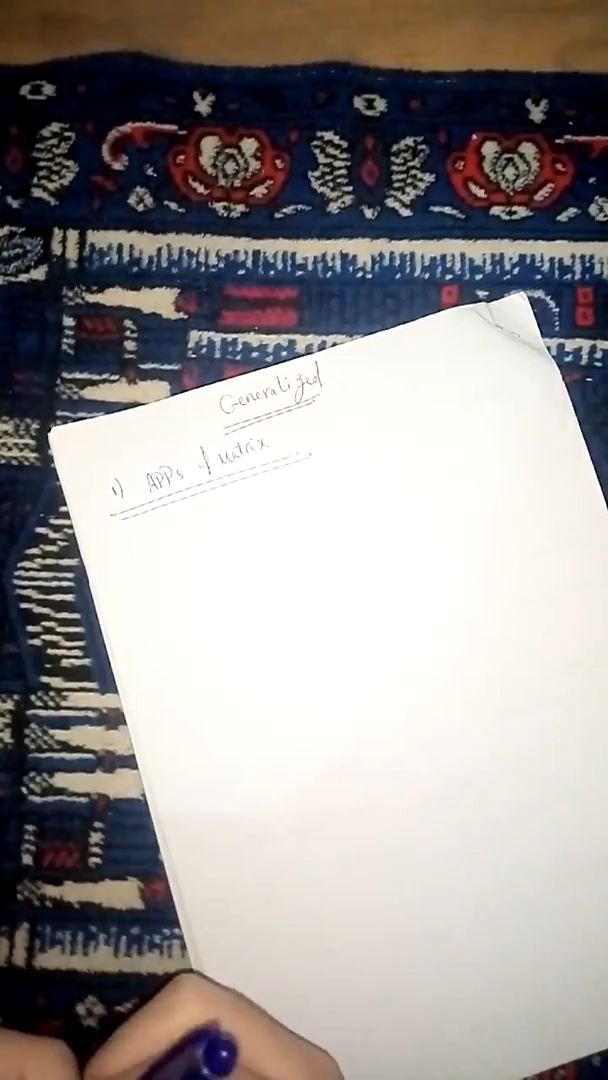 Generalized
1) APPs of Matrix